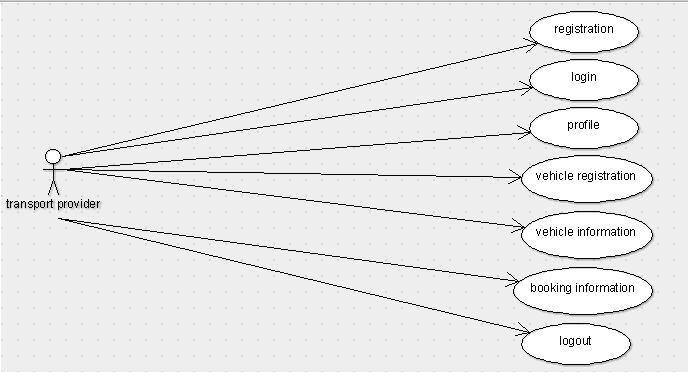 registration
login
profile
vehicle registration
transport provider
vehicle information
booking information
logout